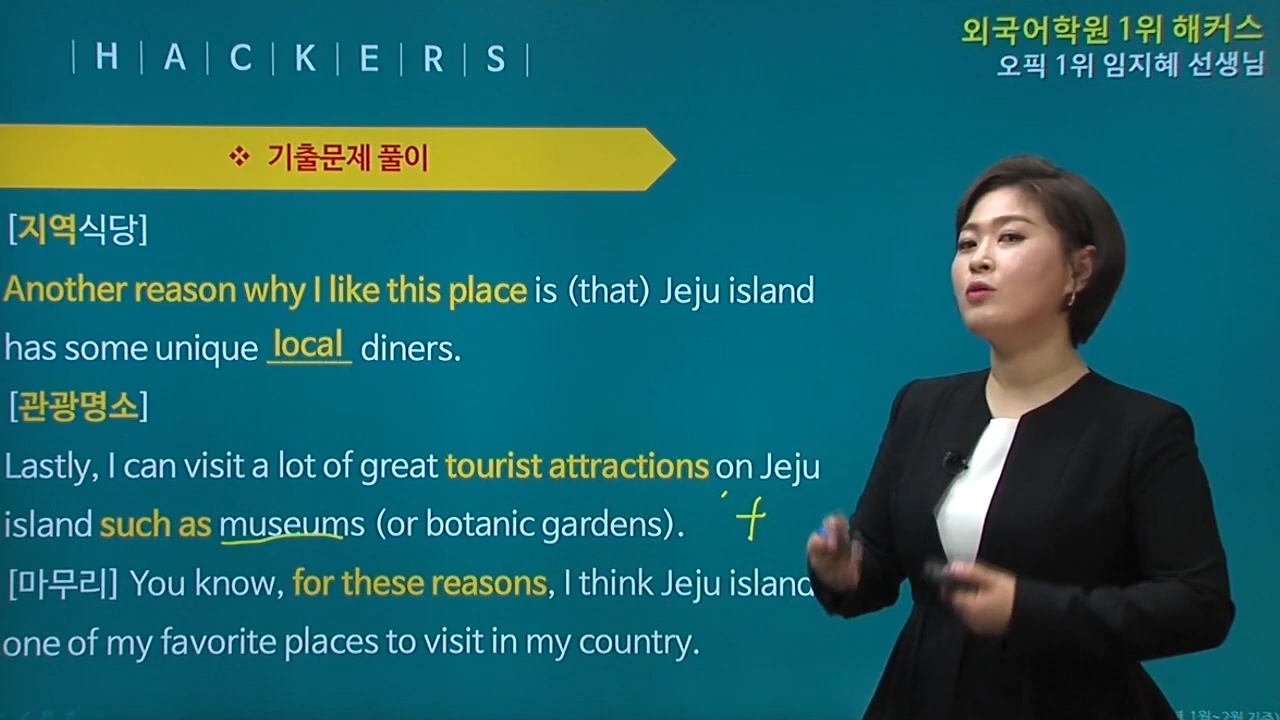 | H | A | C | K | E | R | S |
외국어학원 1위 해커스
오픽 1위 임지혜 선생님
❖ 기출문제 풀이
[지역식당]
Another reason why I like this place is (that) Jeju island
has some unique local diners.
[관광명소]
Lastly, I can visit a lot of great tourist attractions on Jeju
island such as museums (or botanic gardens). +
[마무리] You know, for these reasons, I think Jeju island
one of my favorite places to visit in my country.